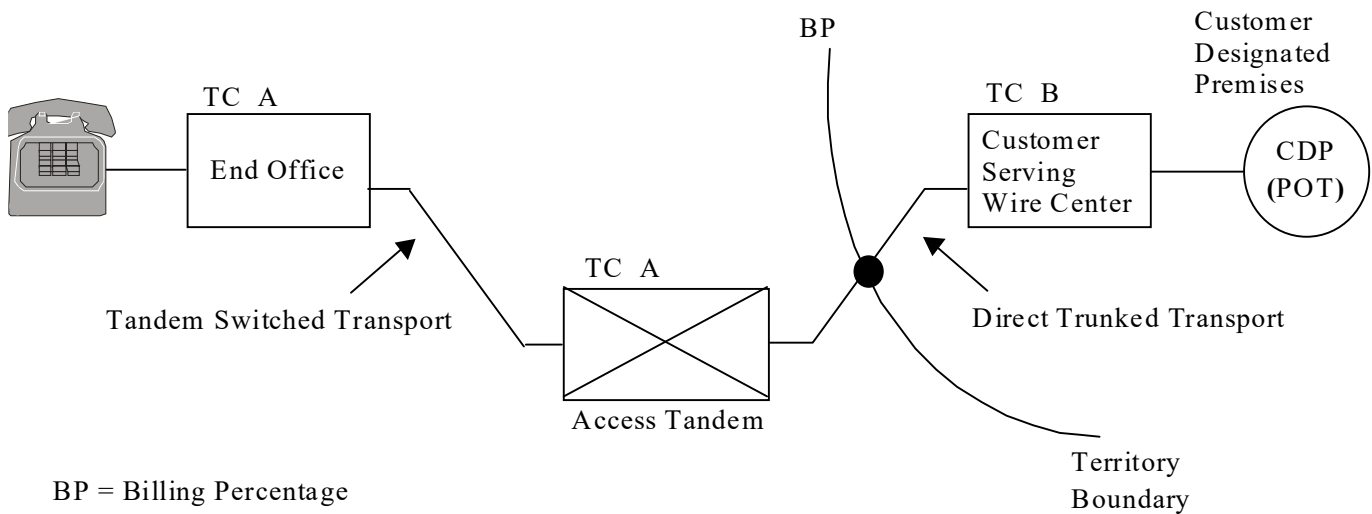 BP
Customer
Designated
Premises
TC A
TC B
End Office
Customer
Serving
Wire Center
CDP
(POT)
TC A
Tandem Switched Transport
Direct Trunked Transport
Access Tandem
Territory
Boundary
BP = Billing Percentage